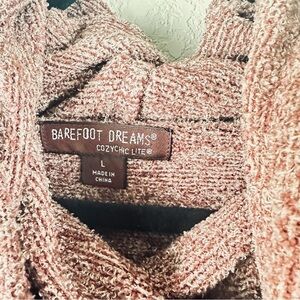 BAREFOOT DREAMS®
COZYCHIC LITE®
L
MADE IN
CHINA